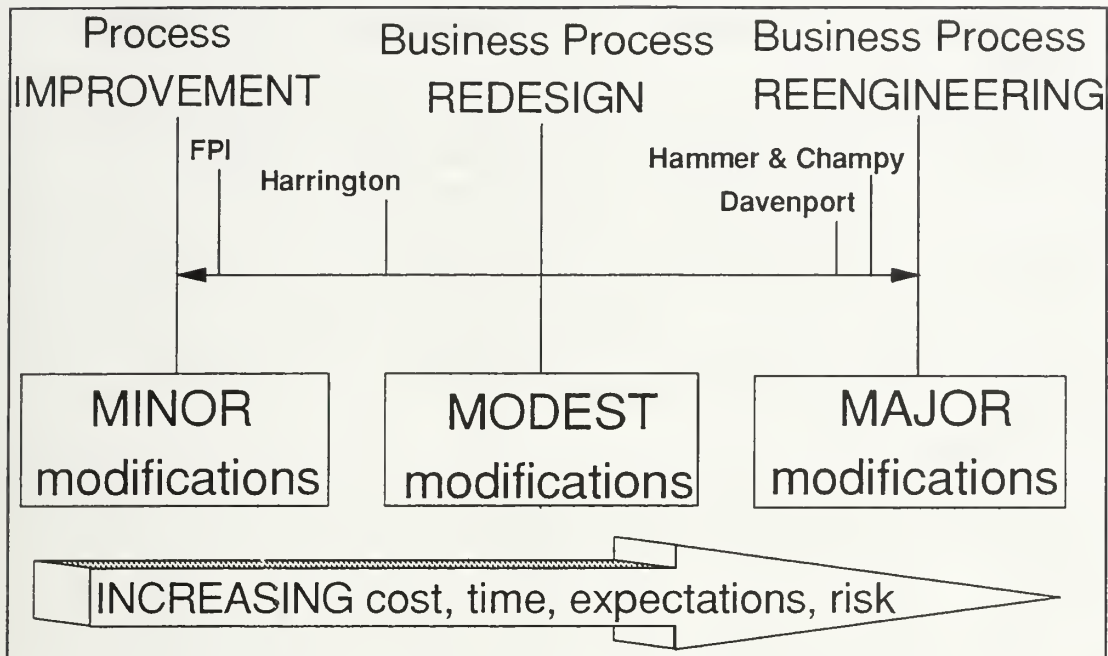 Process
IMPROVEMENT
Business Process
REDESIGN
Business Process
REENGINEERING
FPI
Harrington
Hammer & Champy
Davenport
MINOR
modifications
MODEST
modifications
MAJOR
modifications
INCREASING cost, time, expectations, risk